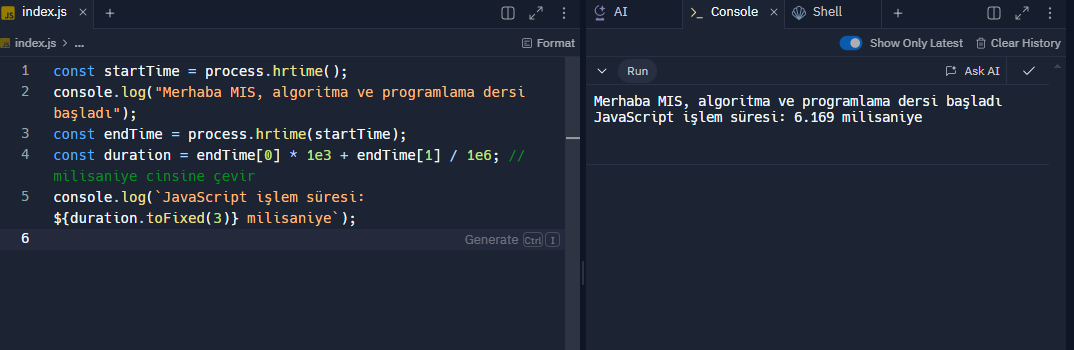 index.js
AI
Console
Shell
index.js > ...
Format
Show Only Latest
Clear History
1 const startTime = process.hrtime();
2 console.log("Merhaba MIS, algoritma ve programlama dersi
başladı");
3 const endTime = process.hrtime(startTime);
4 const duration = endTime[0] * 1e3 + endTime[1] / 1e6; //
milisaniye cinsine çevir
5 console.log(`JavaScript işlem süresi:
${duration.toFixed(3)} milisaniye`);
6
Generate Ctrl I
Run
Ask AI
Merhaba MIS, algoritma ve programlama dersi başladı
JavaScript işlem süresi: 6.169 milisaniye